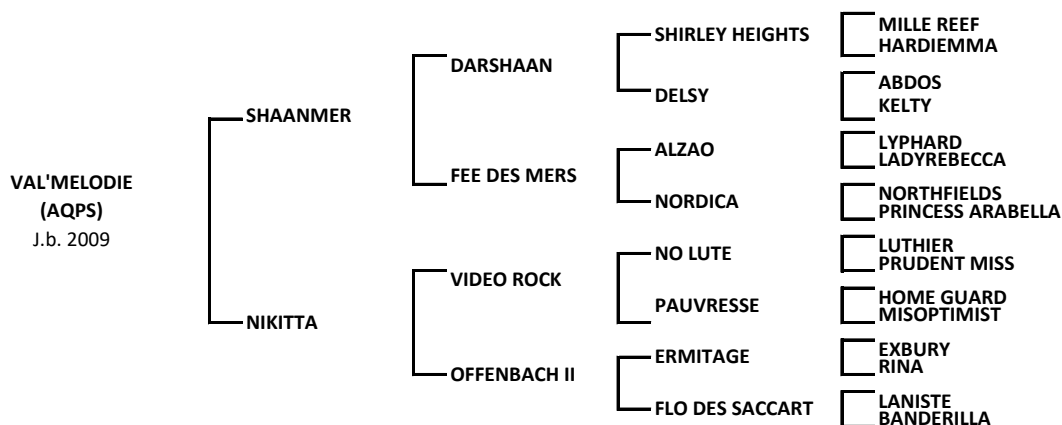 VAL'MELODIE
(AQPS)
J.b. 2009
SHAANMER
NIKITTA
DARSHAAN
FEE DES MERS
VIDEO ROCK
OFFENBACH II
SHIRLEY HEIGHTS
DELSY
ALZAO
NORDICA
NO LUTE
PAUVRESSE
ERMITAGE
FLO DES SACCART
MILLE REEF
HARDIEMMA
ABDOS
KELTY
LYPHARD
LADYREBECCA
NORTHFIELDS
PRINCESS ARABELLA
LUTHIER
PRUDENT MISS
HOME GUARD
MISOPTIMIST
EXBURY
RINA
LANISTE
BANDERILLA